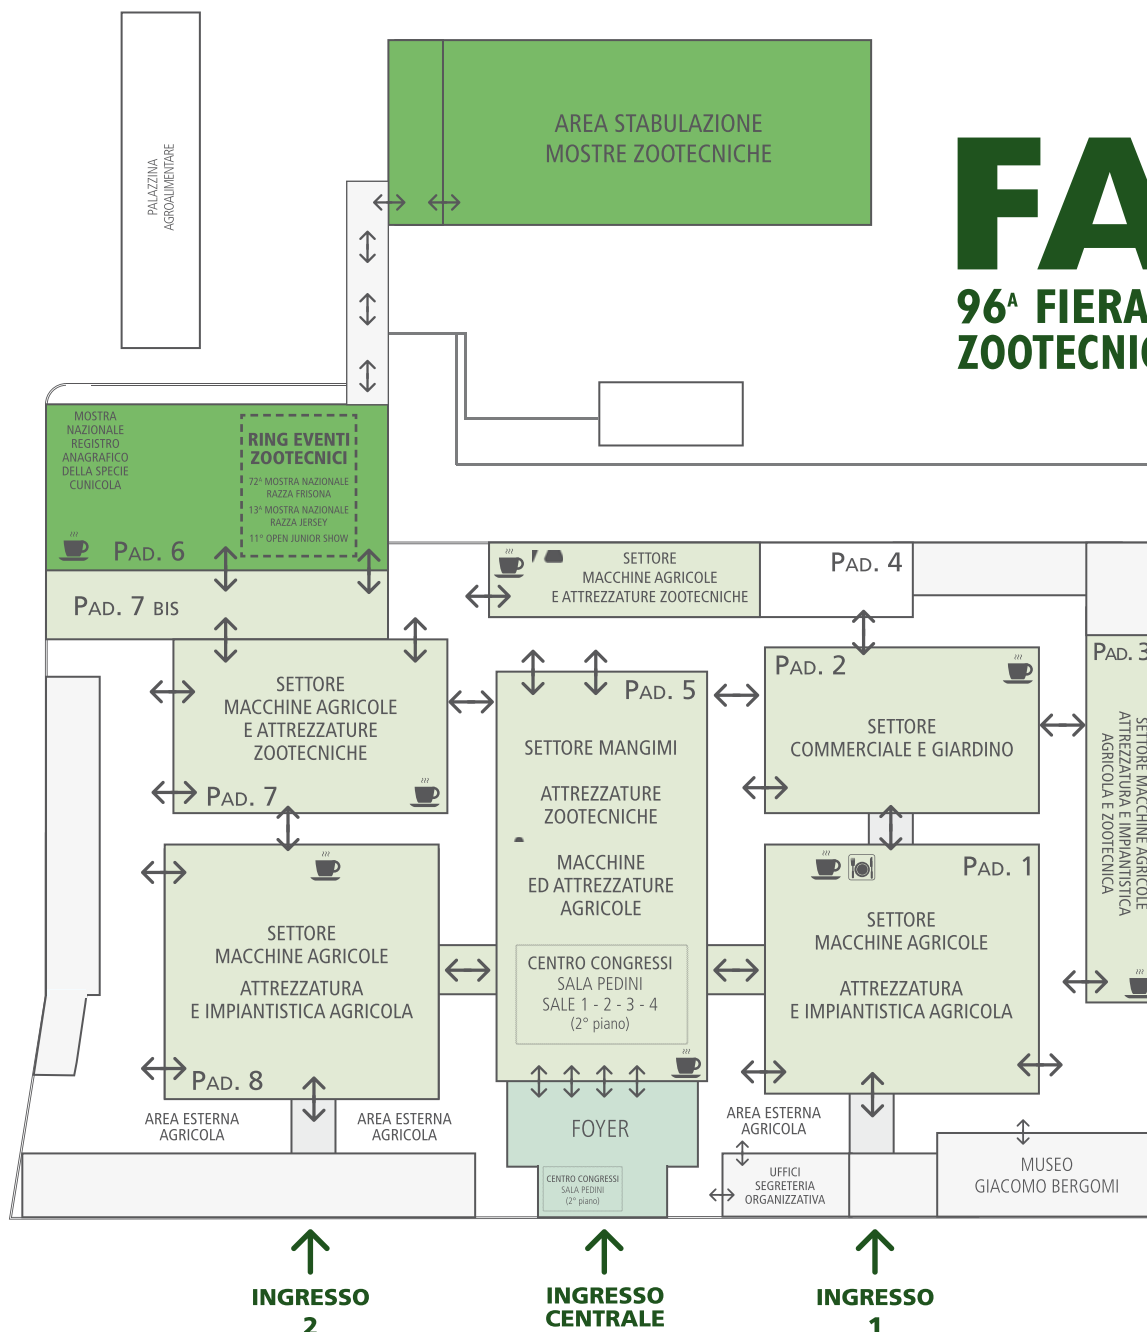 PALAZZINA
AGROALIMENTARE
AREA STABULAZIONE
MOSTRE ZOOTECNICHE
FA
96ᴬ FIERA
ZOOTECNI
MOSTRA
NAZIONALE
REGISTRO
ANAGRAFICO
DELLA SPECIE
CUNICOLA
RING EVENTI
ZOOTECNICI
72ᴬ MOSTRA NAZIONALE
RAZZA FRISONA
13ᴬ MOSTRA NAZIONALE
RAZZA JERSEY
11° OPEN JUNIOR SHOW
PAD. 6
PAD. 7 BIS
SETTORE
MACCHINE AGRICOLE
E ATTREZZATURE ZOOTECNICHE
PAD. 4
SETTORE
MACCHINE AGRICOLE
E ATTREZZATURE
ZOOTECNICHE
PAD. 7
PAD. 5
SETTORE MANGIMI
ATTREZZATURE
ZOOTECNICHE
MACCHINE
ED ATTREZZATURE
AGRICOLE
CENTRO CONGRESSI
SALA PEDINI
SALE 1 - 2 - 3 - 4
(2° piano)
PAD. 2
SETTORE
COMMERCIALE E GIARDINO
PAD. 3
SETTORE MACCHINE AGRICOLE
ATTREZZATURA E IMPIANTISTICA
AGRICOLA E ZOOTECNICA
PAD. 1
SETTORE
MACCHINE AGRICOLE
ATTREZZATURA
E IMPIANTISTICA AGRICOLA
SETTORE
MACCHINE AGRICOLE
ATTREZZATURA
E IMPIANTISTICA AGRICOLA
PAD. 8
AREA ESTERNA
AGRICOLA
AREA ESTERNA
AGRICOLA
FOYER
CENTRO CONGRESSI
SALA PEDINI
(2° piano)
AREA ESTERNA
AGRICOLA
UFFICI
SEGRETERIA
ORGANIZZATIVA
MUSEO
GIACOMO BERGOMI
INGRESSO
2
INGRESSO
CENTRALE
INGRESSO
1